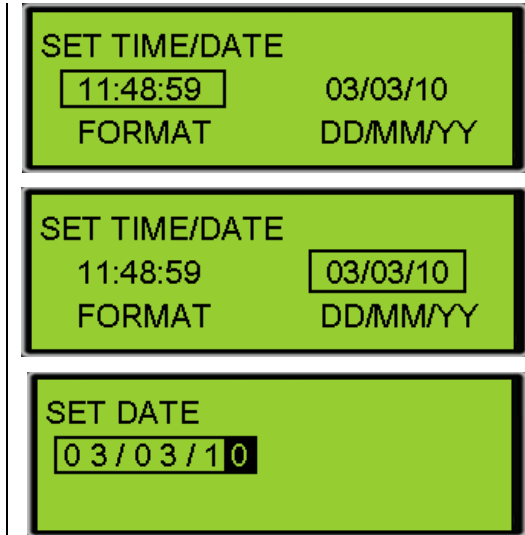 SET TIME/DATE
11:48:59 03/03/10
FORMAT DD/MM/YY
SET TIME/DATE
11:48:59 03/03/10
FORMAT DD/MM/YY
SET DATE
03/03/10